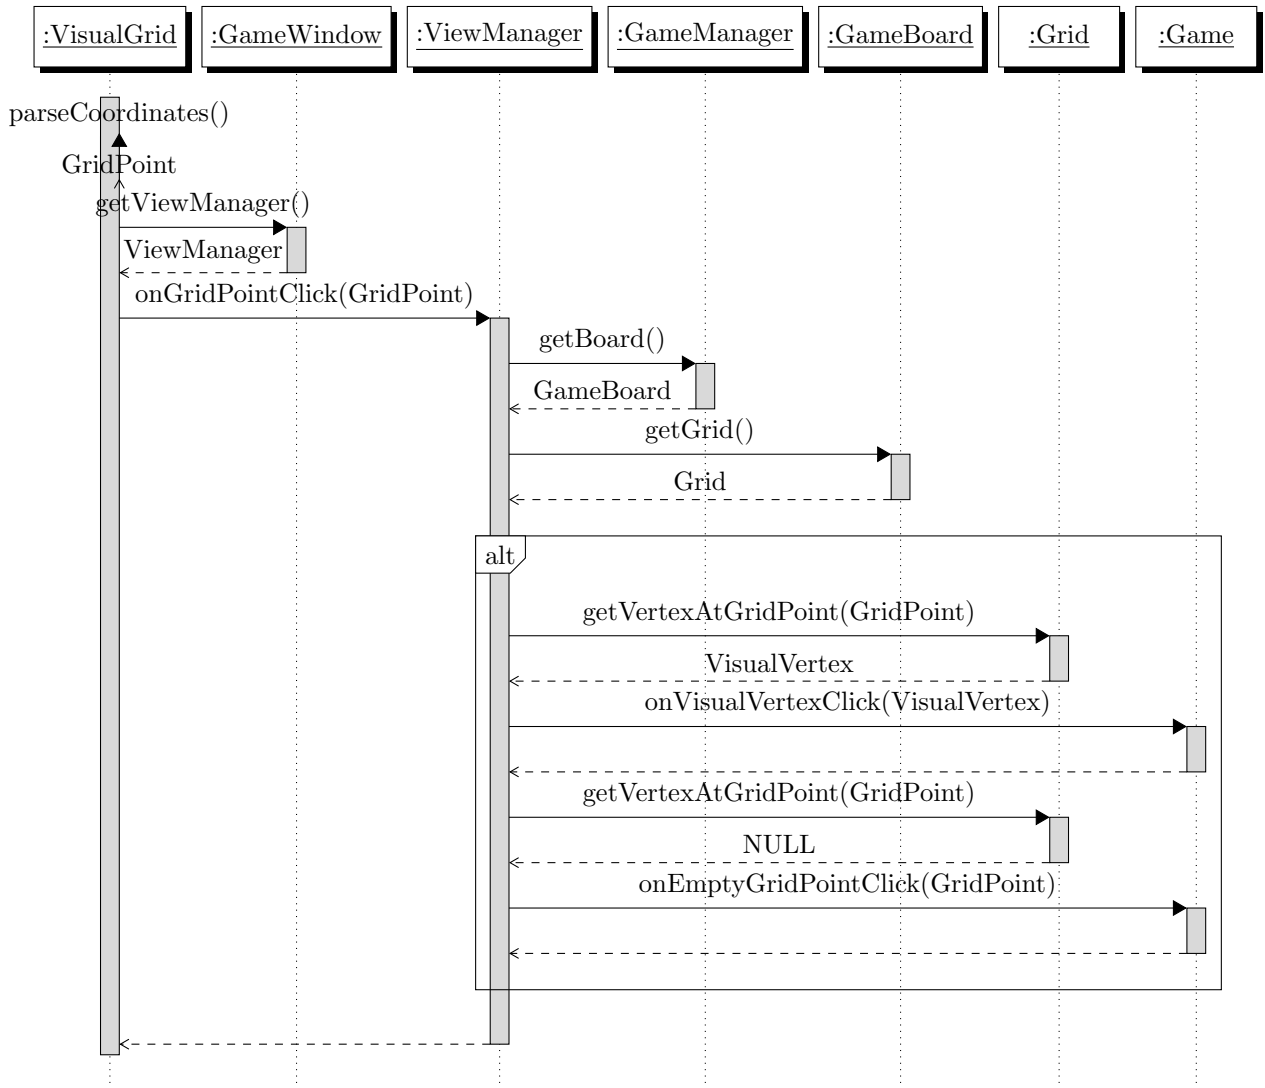 :VisualGrid :GameWindow :ViewManager :GameManager :GameBoard :Grid :Game
parseCoordinates()
GridPoint
getViewManager()
ViewManager
onGridPointClick(GridPoint)
getBoard()
GameBoard
getGrid()
Grid
alt
getVertexAtGridPoint(GridPoint)
VisualVertex
onVisualVertexClick(VisualVertex)
getVertexAtGridPoint(GridPoint)
NULL
onEmptyGridPointClick(GridPoint)